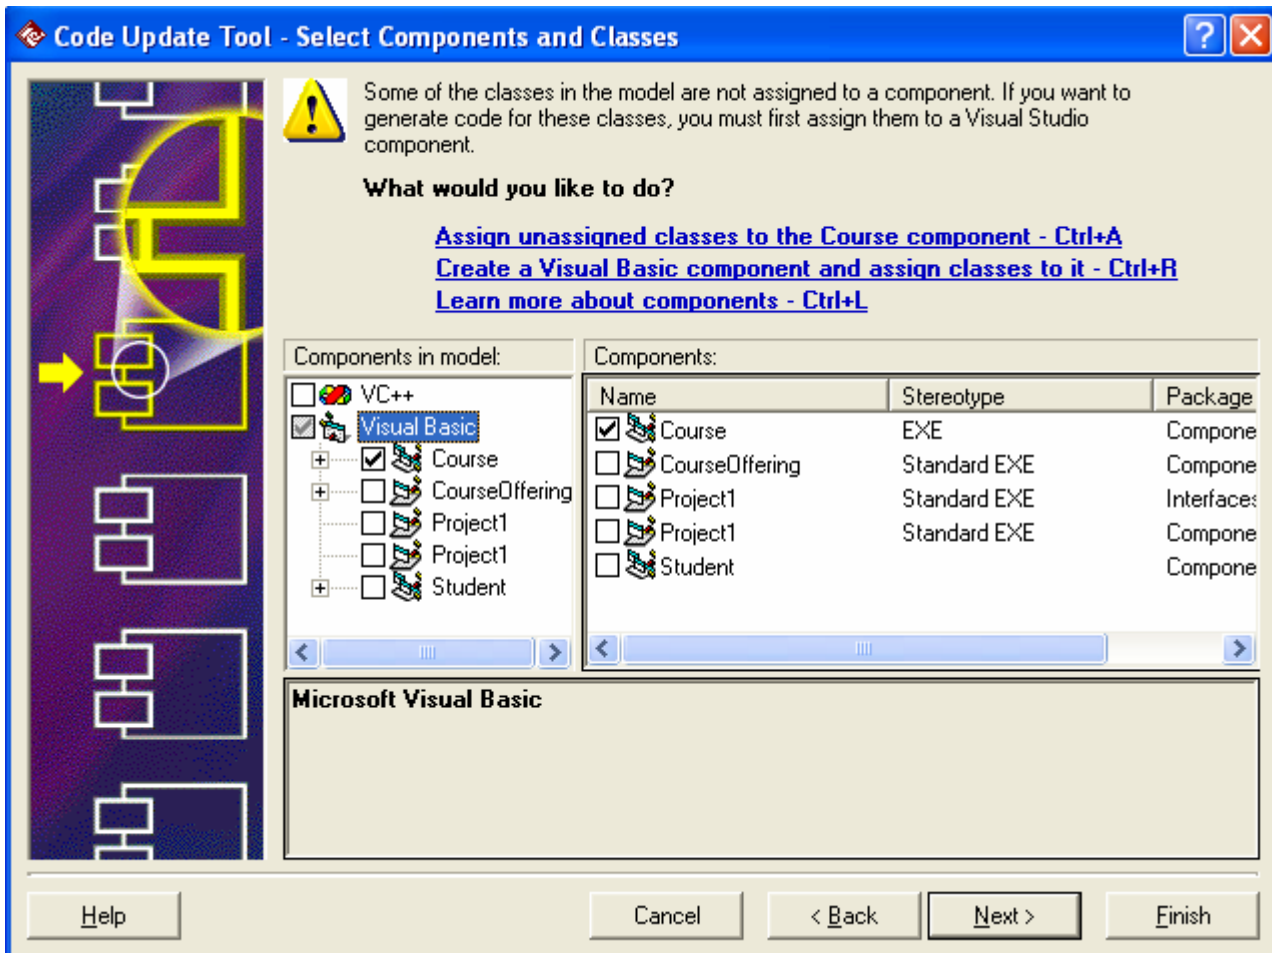 Code Update Tool - Select Components and Classes
Some of the classes in the model are not assigned to a component. If you want to
generate code for these classes, you must first assign them to a Visual Studio
component.
What would you like to do?
Assign unassigned classes to the Course component - Ctrl+A
Create a Visual Basic component and assign classes to it - Ctrl+R
Learn more about components - Ctrl+L
Components in model:
VC++
Visual Basic
Course
CourseOffering
Project1
Project1
Student
Components:
Name Stereotype Package
Course EXE Compone
CourseOffering Standard EXE Compone
Project1 Standard EXE Interfaces
Project1 Standard EXE Compone
Student Compone
Microsoft Visual Basic
Help Cancel < Back Next > Finish